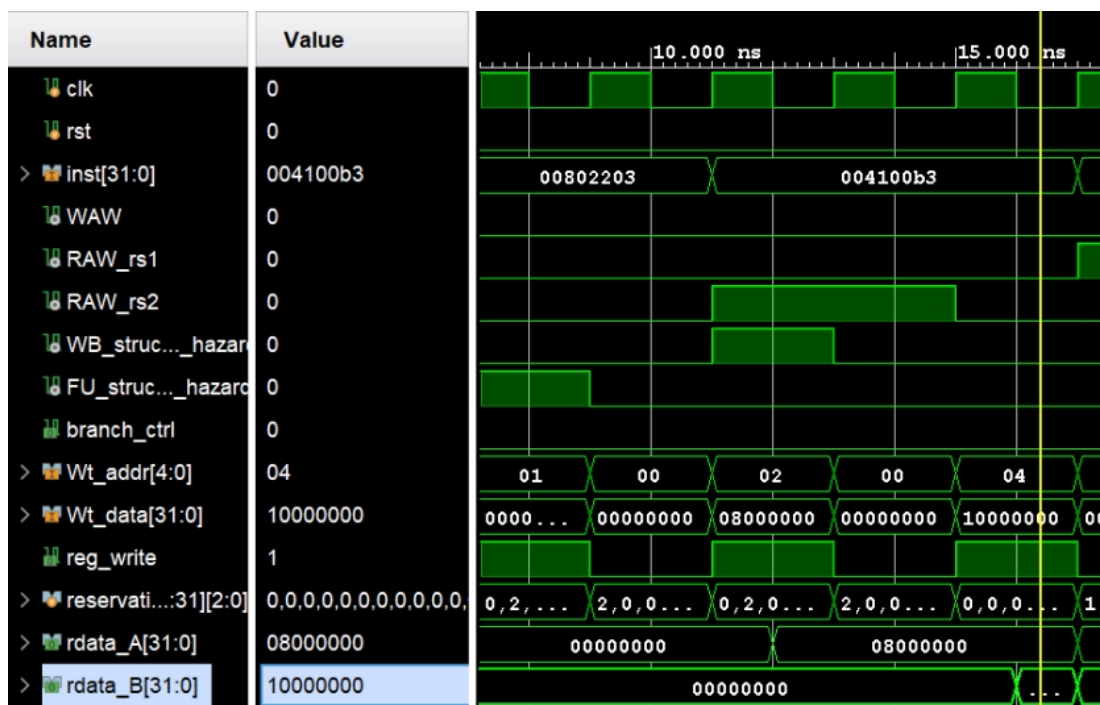 Name Value
10.000 ns 15.000 ns
clk 0
rst 0
> inst[31:0] 004100b3 00802203 004100b3
WAW 0
RAW_rs1 0
RAW_rs2 0
WB_struc..._hazar 0
FU_struc..._hazard 0
branch_ctrl 0
> Wt_addr[4:0] 04 01 00 02 00 04
> Wt_data[31:0] 10000000 0000... 00000000 08000000 00000000 10000000 00
reg_write 1
> reservati...:31][2:0] 0,0,0,0,0,0,0,0,0,0,0, 0,2,... 2,0,0... 0,2,0... 2,0,0... 0,0,0... 1
> rdata_A[31:0] 08000000 00000000 08000000
> rdata_B[31:0] 10000000 00000000 ...